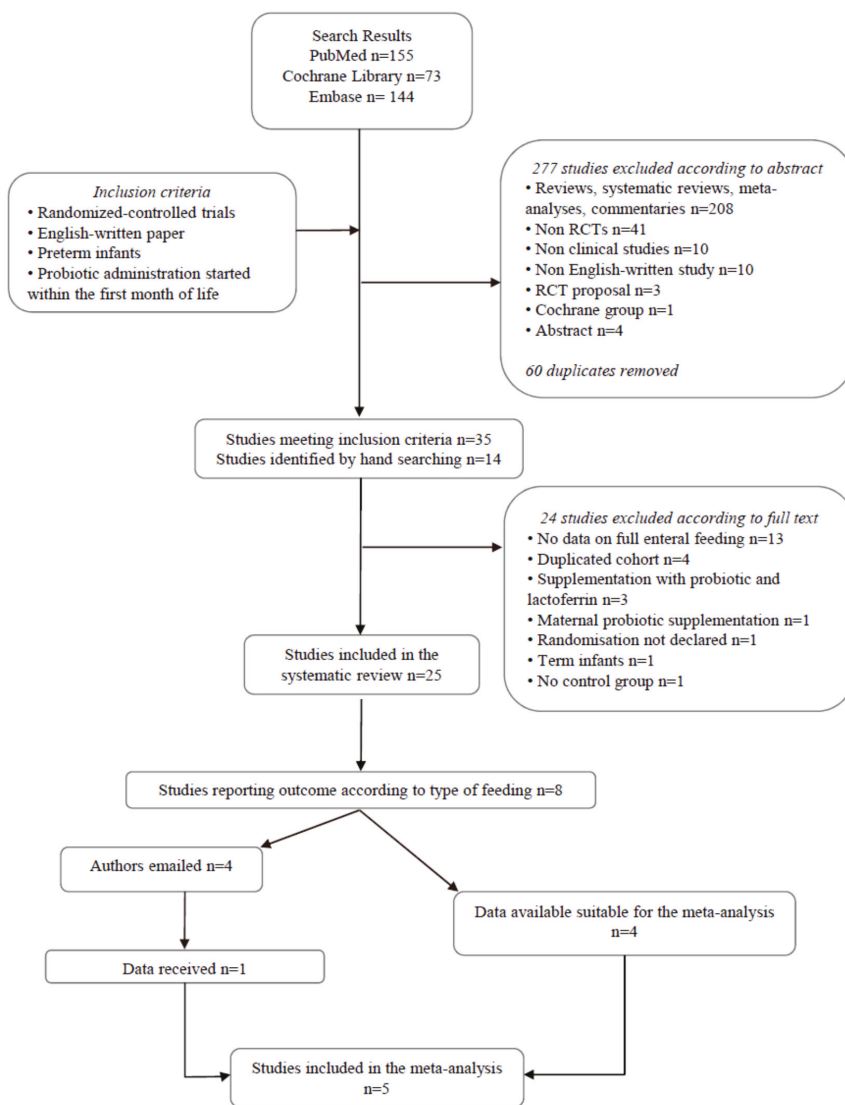 Search Results
PubMed n=155
Cochrane Library n=73
Embase n= 144
Inclusion criteria
• Randomized-controlled trials
• English-written paper
• Preterm infants
• Probiotic administration started
within the first month of life
277 studies excluded according to abstract
• Reviews, systematic reviews, meta-
analyses, commentaries n=208
• Non RCTs n=41
• Non clinical studies n=10
• Non English-written study n=10
• RCT proposal n=3
• Cochrane group n=1
• Abstract n=4
60 duplicates removed
Studies meeting inclusion criteria n=35
Studies identified by hand searching n=14
24 studies excluded according to full text
• No data on full enteral feeding n=13
• Duplicated cohort n=4
• Supplementation with probiotic and
lactoferrin n=3
• Maternal probiotic supplementation n=1
• Randomisation not declared n=1
• Term infants n=1
• No control group n=1
Studies included in the
systematic review n=25
Studies reporting outcome according to type of feeding n=8
Authors emailed n=4
Data available suitable for the meta-analysis
n=4
Data received n=1
Studies included in the meta-analysis
n=5